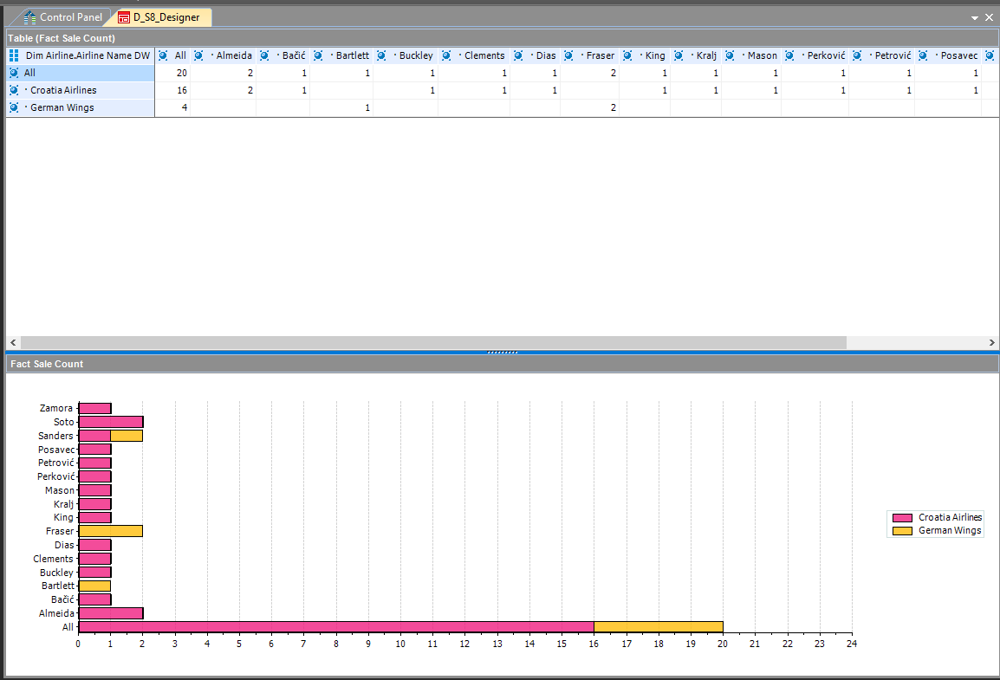 Control Panel D_S8_Designer
Table (Fact Sale Count)
Dim Airline.Airline Name DW All · Almeida · Bačić · Bartlett · Buckley · Clements · Dias · Fraser · King · Kralj · Mason · Perković · Petrović · Posavec
All 20 2 1 1 1 1 1 2 1 1 1 1 1 1
· Croatia Airlines 16 2 1 1 1 1 1 1 1 1 1 1
· German Wings 4 1 2
Fact Sale Count
Zamora
Soto
Sanders
Posavec
Petrović
Perković
Mason
Kralj
King
Fraser
Dias
Clements
Buckley
Bartlett
Bačić
Almeida
All
0 1 2 3 4 5 6 7 8 9 10 11 12 13 14 15 16 17 18 19 20 21 22 23 24
Croatia Airlines
German Wings